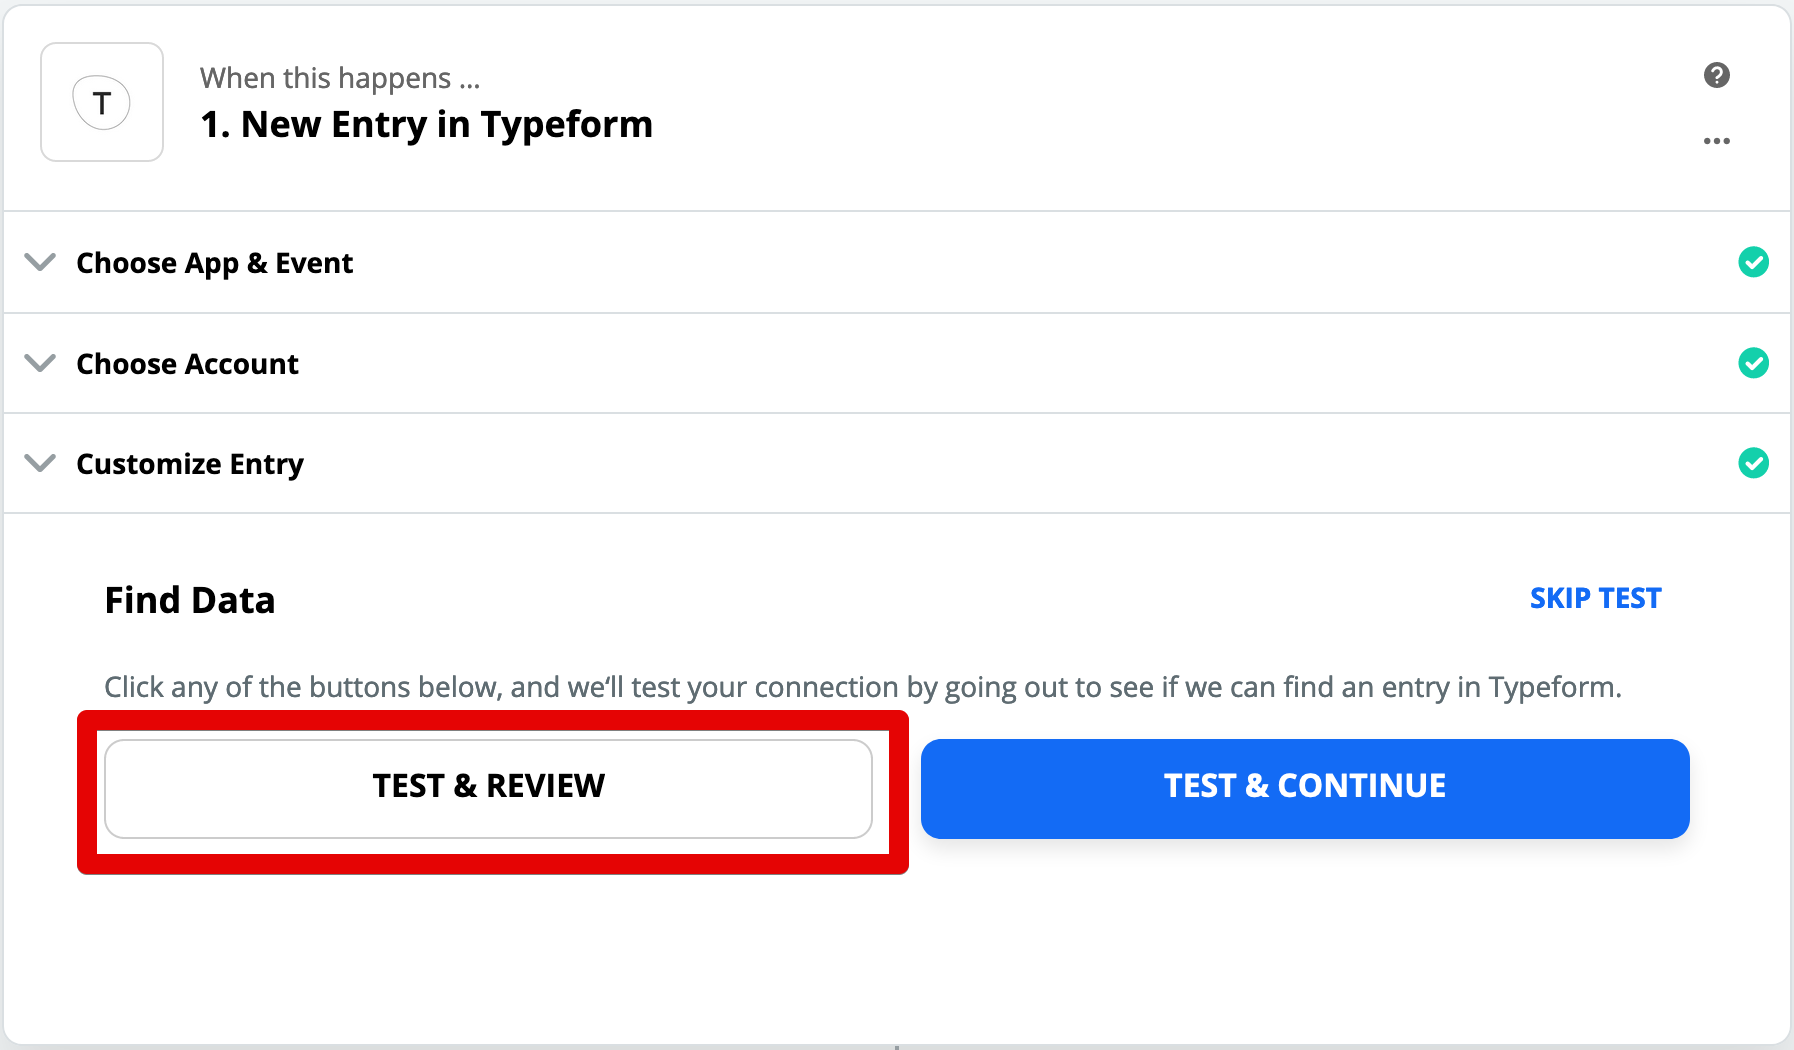 T
When this happens ...
1. New Entry in Typeform
?
Choose App & Event
Choose Account
Customize Entry
Find Data
SKIP TEST
Click any of the buttons below, and we’ll test your connection by going out to see if we can find an entry in Typeform.
TEST & REVIEW
TEST & CONTINUE